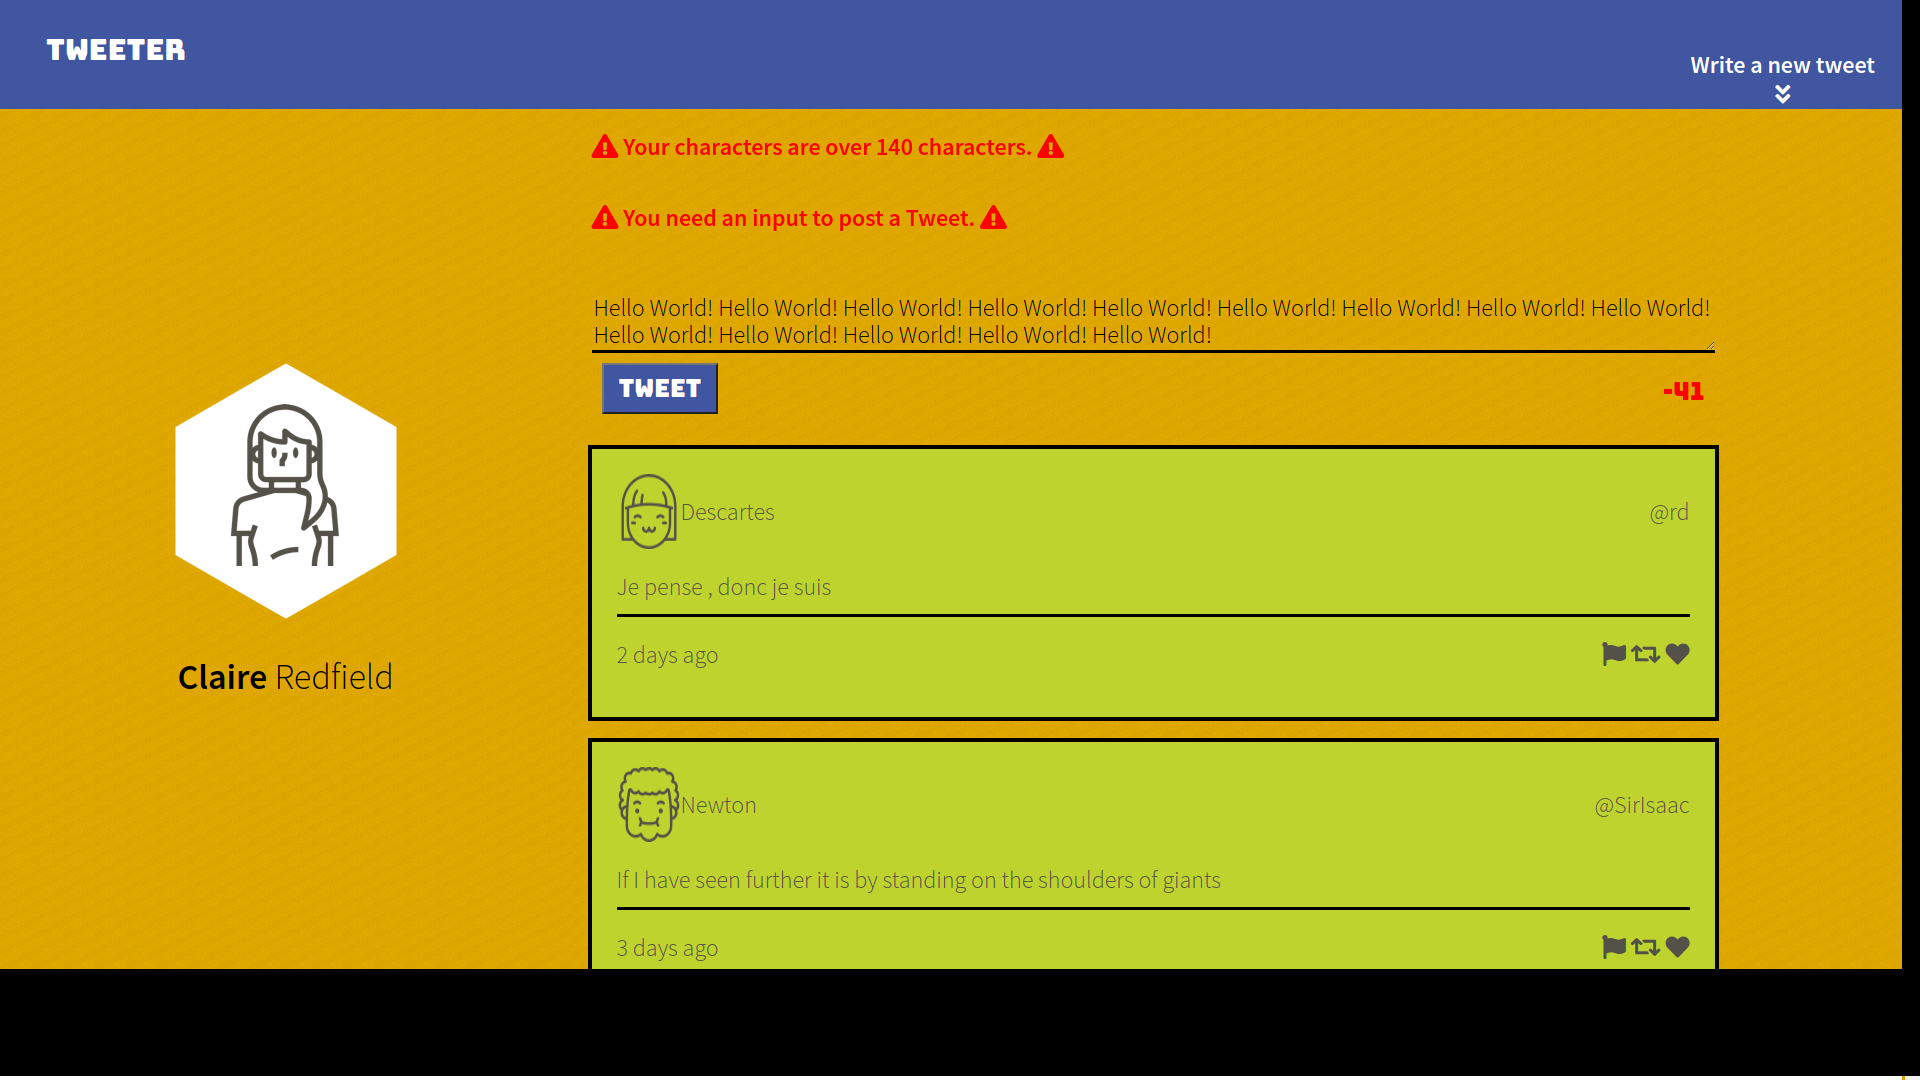 TWEETER
Write a new tweet
Your characters are over 140 characters.
You need an input to post a Tweet.
Hello World! Hello World! Hello World! Hello World! Hello World! Hello World! Hello World! Hello World! Hello World!
Hello World! Hello World! Hello World! Hello World! Hello World!
TWEET
-41
Claire Redfield
Descartes
@rd
Je pense , donc je suis
2 days ago
Newton
@SirIsaac
If I have seen further it is by standing on the shoulders of giants
3 days ago